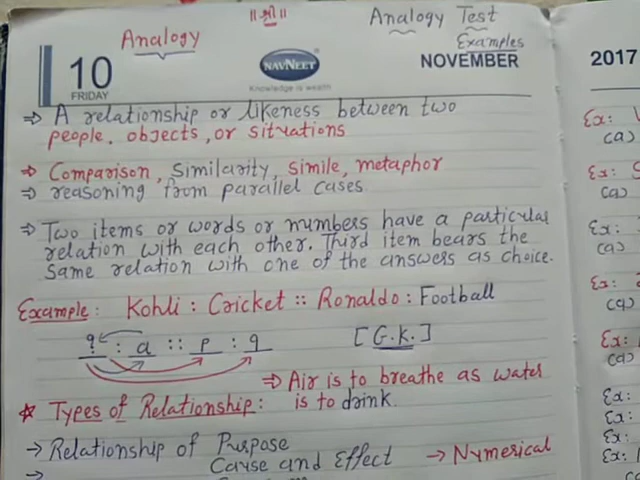 ॥श्री॥
Analogy Test
Analogy
Examples
10
FRIDAY
NAVNEET
Knowledge is wealth
NOVEMBER
2017
⇒ A relationship or likeness between two
people, objects, or situations
⇒ Comparison, similarity, simile, metaphor
⇒ reasoning from parallel cases
⇒ Two items or words or numbers have a particular
relation with each other. Third item bears the
same relation with one of the answers as choice.
Example: Kohli : Cricket :: Ronaldo : Football
? : a :: p : q [G.K.]
⇒ Air is to breathe as water
is to drink.
* Types of Relationship:
→ Relationship of Purpose
Cause and Effect → Numerical
Ex:
(a)
Ex: S
(a)
Ex:
(a)
Ex:
(a)
Ex:
(a)
Ex:
Ex:
Ex:
Ex: